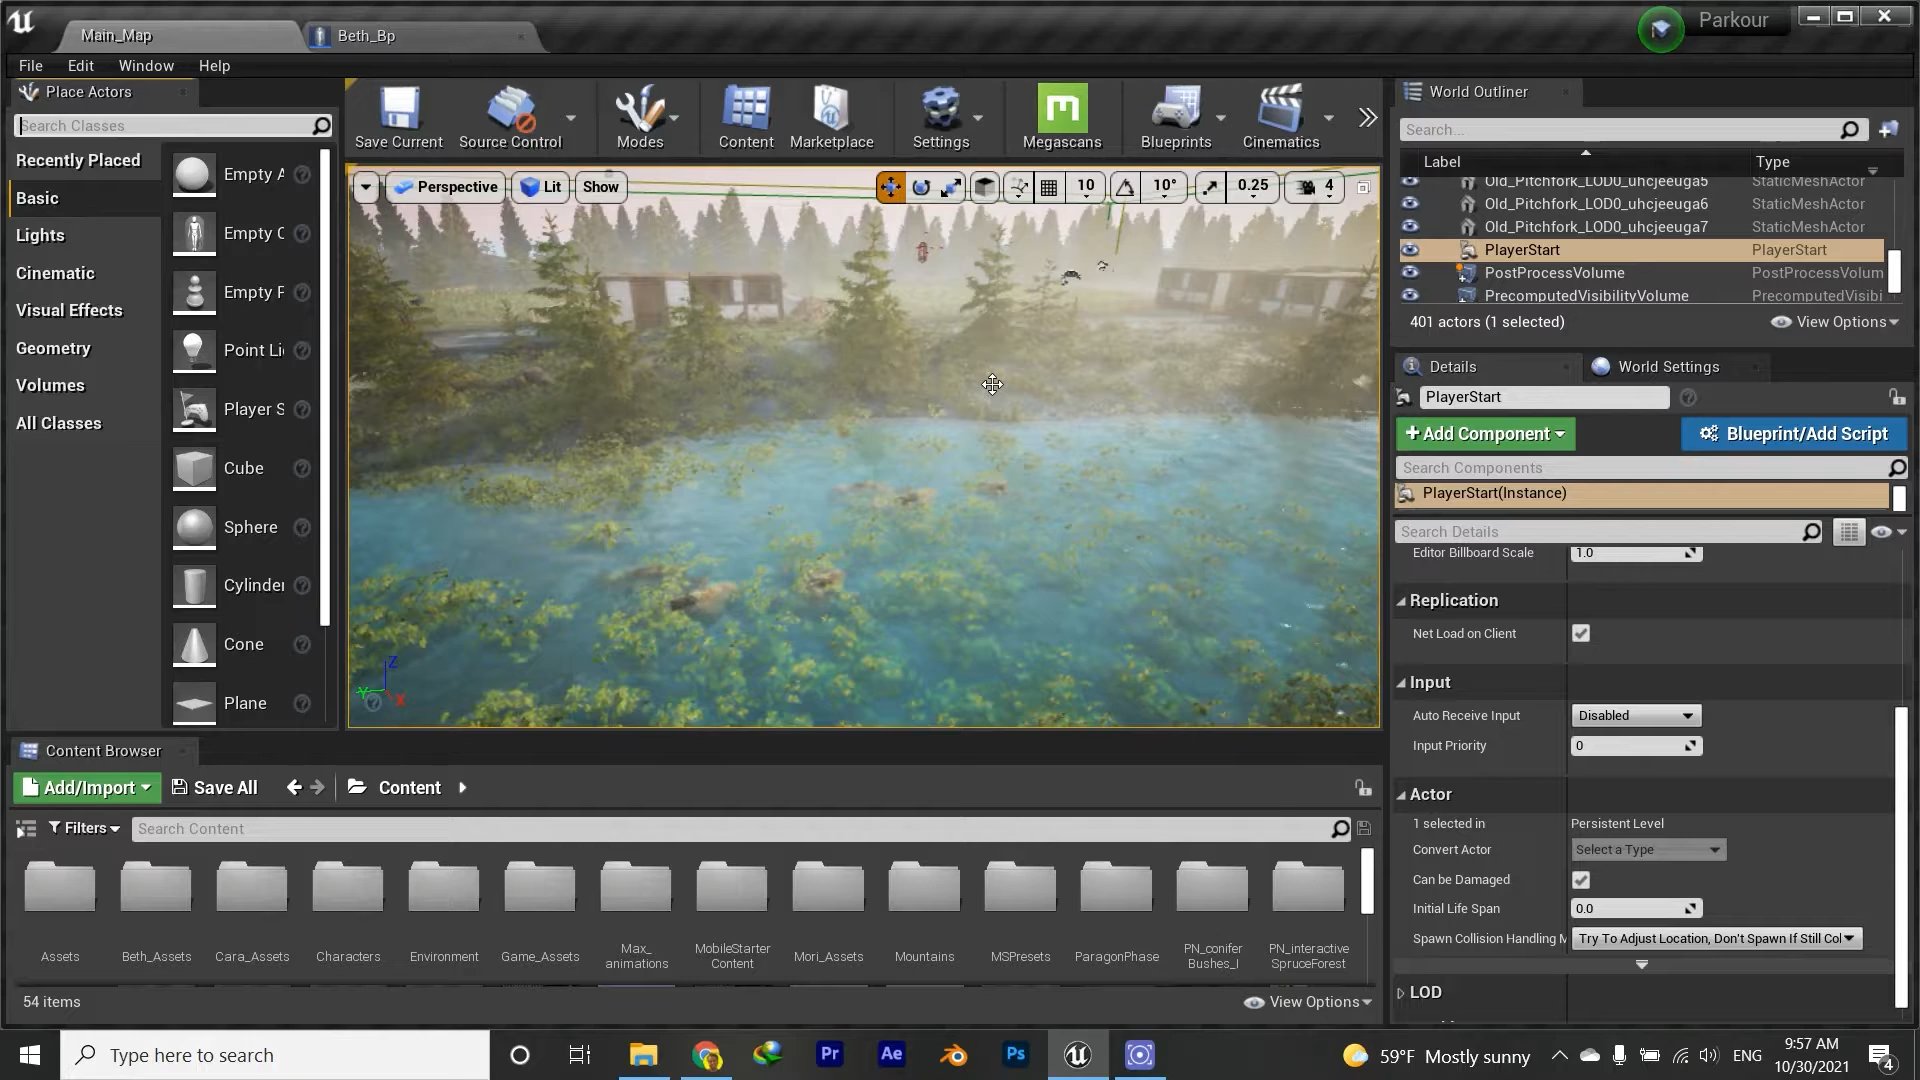 Main_Map
Beth_Bp
Parkour
File Edit Window Help
Place Actors
Search Classes
Recently Placed
Basic
Lights
Cinematic
Visual Effects
Geometry
Volumes
All Classes
Empty A
Empty C
Empty P
Point Li
Player S
Cube
Sphere
Cylinder
Cone
Plane
Save Current
Source Control
Modes
Content
Marketplace
Settings
Megascans
Blueprints
Cinematics
Perspective
Lit
Show
10
10°
0.25
4
Z
Y
X
World Outliner
Search...
Label Type
Old_Pitchfork_LOD0_uhcjeeuga5 StaticMeshActor
Old_Pitchfork_LOD0_uhcjeeuga6 StaticMeshActor
Old_Pitchfork_LOD0_uhcjeeuga7 StaticMeshActor
PlayerStart PlayerStart
PostProcessVolume PostProcessVolum
PrecomputedVisibilityVolume PrecomputedVisibi
401 actors (1 selected)
View Options
Details
World Settings
PlayerStart
+Add Component
Blueprint/Add Script
Search Components
PlayerStart(Instance)
Search Details
Editor Billboard Scale 1.0
Replication
Net Load on Client
Input
Auto Receive Input Disabled
Input Priority 0
Actor
1 selected in Persistent Level
Convert Actor Select a Type
Can be Damaged
Initial Life Span 0.0
Spawn Collision Handling M Try To Adjust Location, Don't Spawn If Still Col
LOD
Content Browser
Add/Import
Save All
Content
Filters
Search Content
Assets
Beth_Assets
Cara_Assets
Characters
Environment
Game_Assets
Max_
animations
MobileStarter
Content
Mori_Assets
Mountains
MSPresets
ParagonPhase
PN_conifer
Bushes_I
PN_interactive
SpruceForest
54 items
View Options
Type here to search
Pr
Ae
Ps
59°F Mostly sunny
ENG
9:57 AM
10/30/2021
4